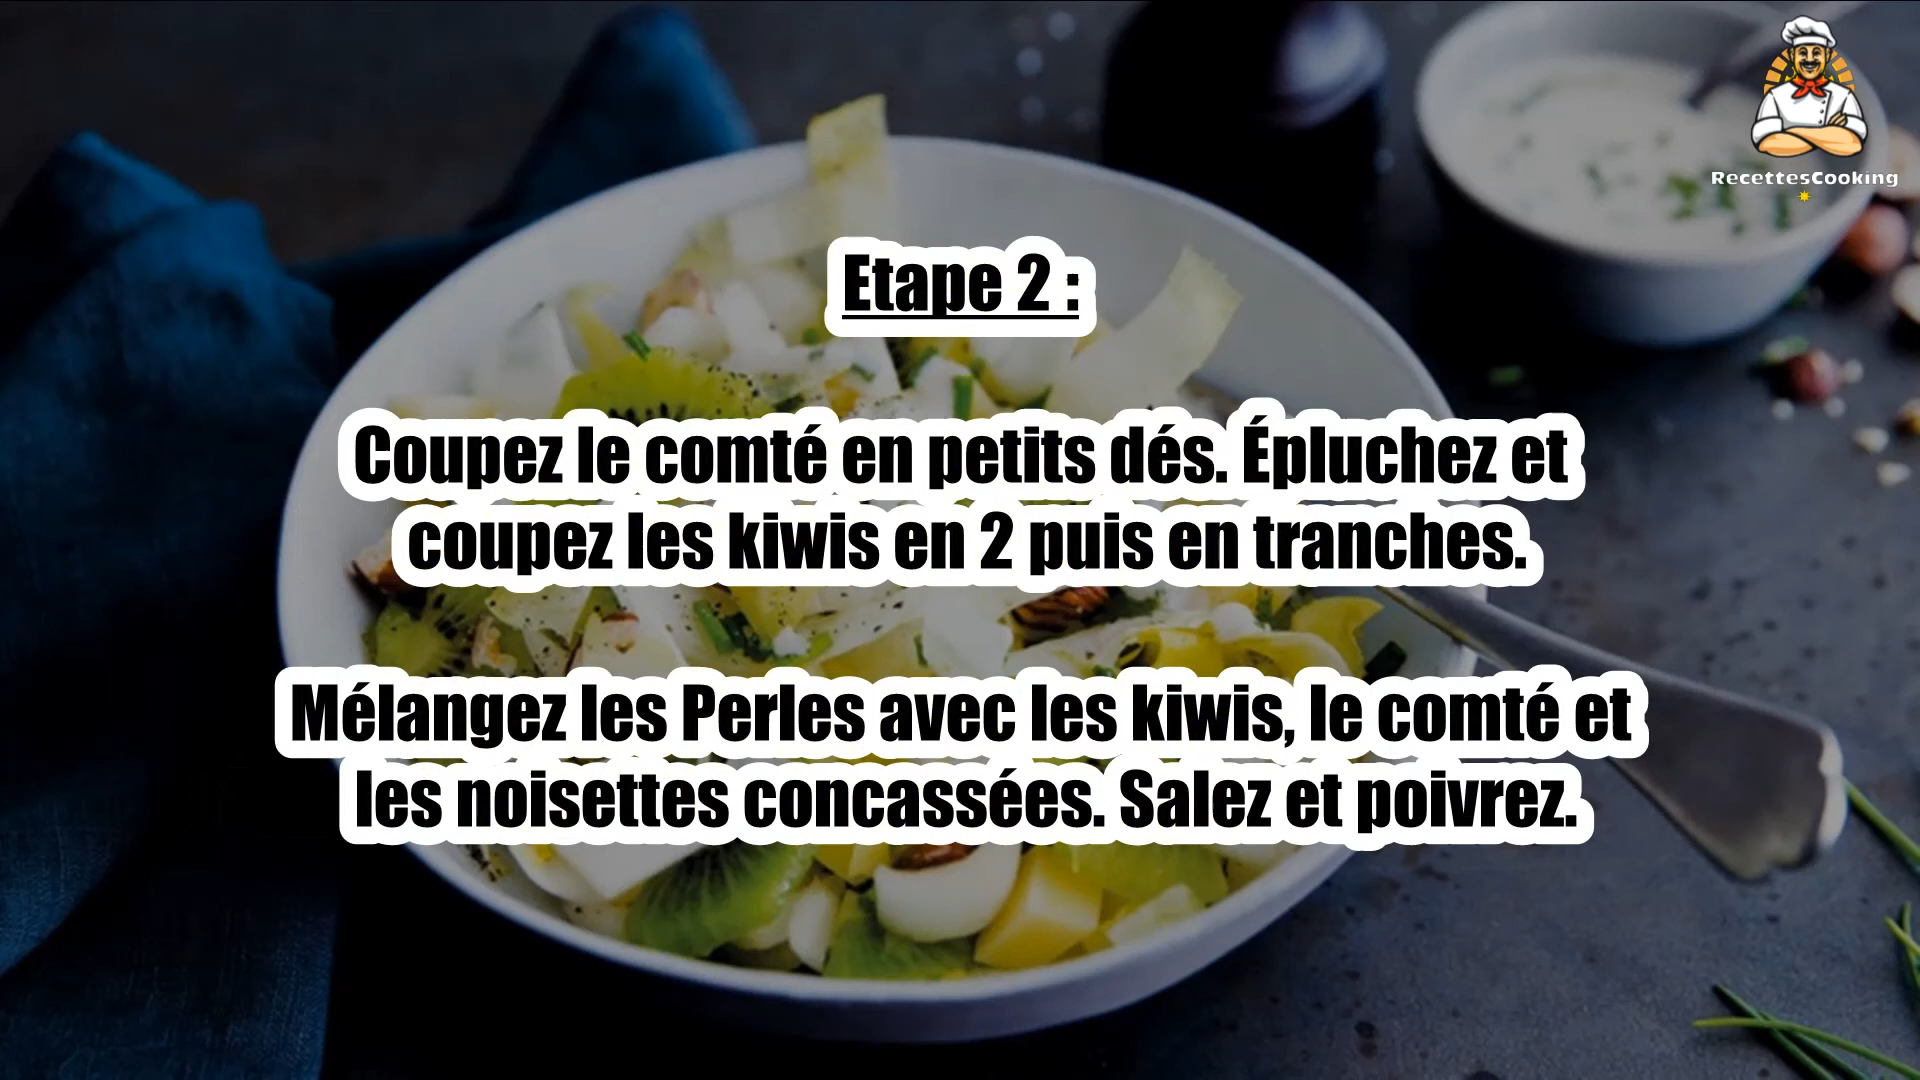 RecettesCooking
Etape 2 :
Coupez le comté en petits dés. Épluchez et
coupez les kiwis en 2 puis en tranches.
Mélangez les Perles avec les kiwis, le comté et
les noisettes concassées. Salez et poivrez.